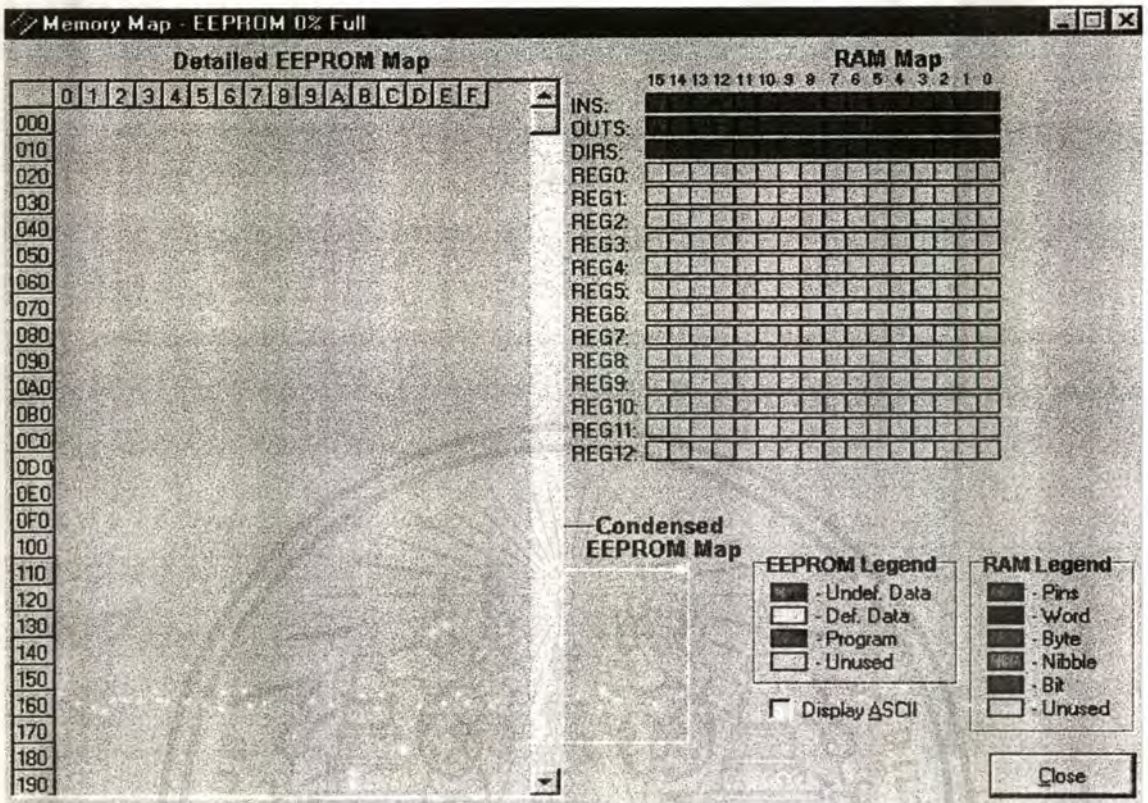 Memory Map - EEPROM 0% Full
Detailed EEPROM Map
0 1 2 3 4 5 6 7 8 9 A B C D E F
000
010
020
030
040
050
060
070
080
090
0A0
0B0
0C0
0D0
0E0
0F0
100
110
120
130
140
150
160
170
180
190
RAM Map
15 14 13 12 11 10 9 8 7 6 5 4 3 2 1 0
INS:
OUTS:
DIRS:
REG0:
REG1:
REG2:
REG3:
REG4:
REG5:
REG6:
REG7:
REG8:
REG9:
REG10:
REG11:
REG12:
Condensed
EEPROM Map
EEPROM Legend
- Undef. Data
- Def. Data
- Program
- Unused
Display ASCII
RAM Legend
- Pins
- Word
- Byte
- Nibble
- Bit
- Unused
Close